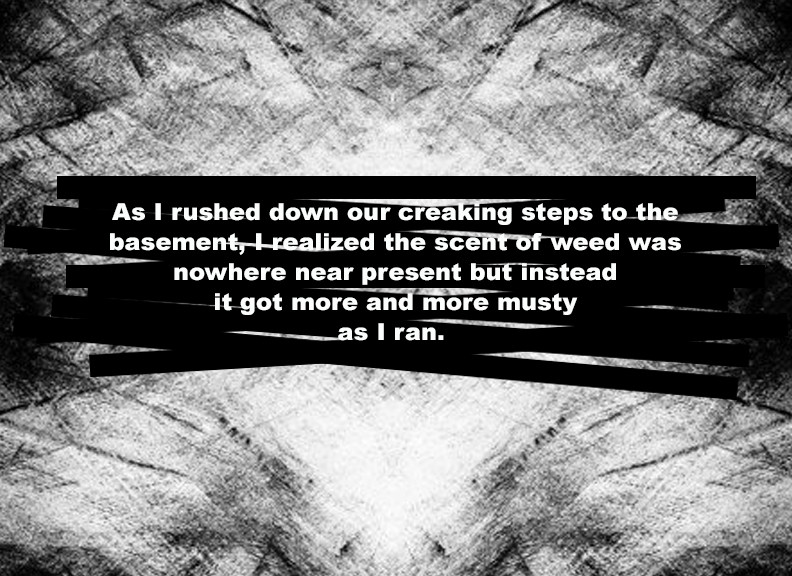 As I rushed down our creaking steps to the
basement, I realized the scent of weed was
nowhere near present but instead
it got more and more musty
as I ran.